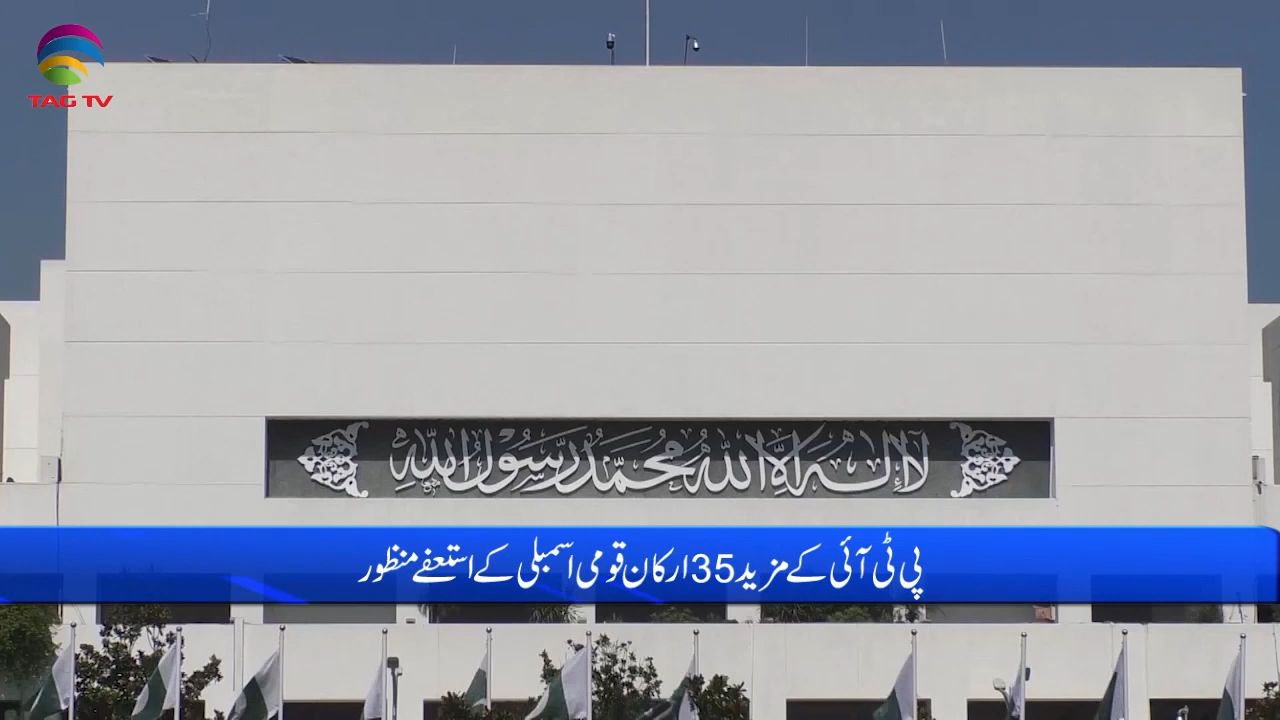 TAG TV
لا إله إلا الله محمد رسول الله
پی ٹی آئی کے مزید 35 ارکان قومی اسمبلی کے استعفے منظور